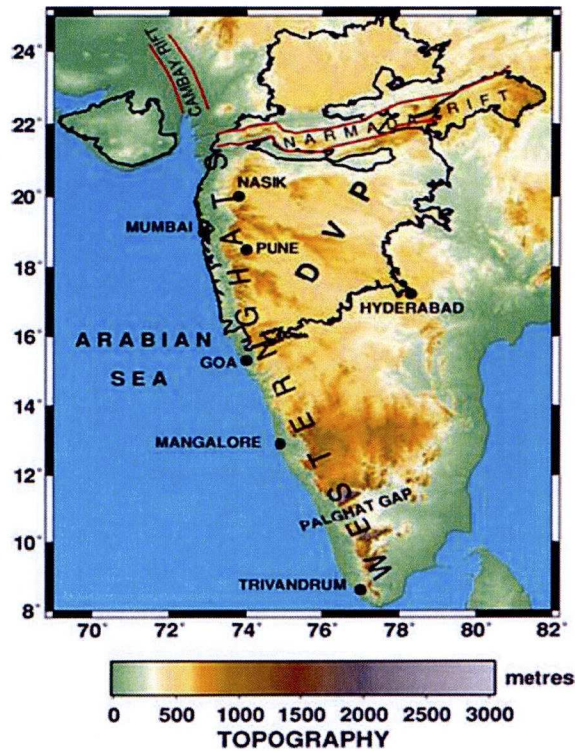 24°
22°
20°
18°
16°
14°
12°
10°
8°
CAMBAY RIFT
NARMADA RIFT
NASIK
MUMBAI
PUNE
DVP
HYDERABAD
ARABIAN
SEA
GOA
MANGALORE
WESTERN GHATS
PALGHAT GAP
TRIVANDRUM
70°
72°
74°
76°
78°
80°
82°
metres
0
500
1000
1500
2000
2500
3000
TOPOGRAPHY